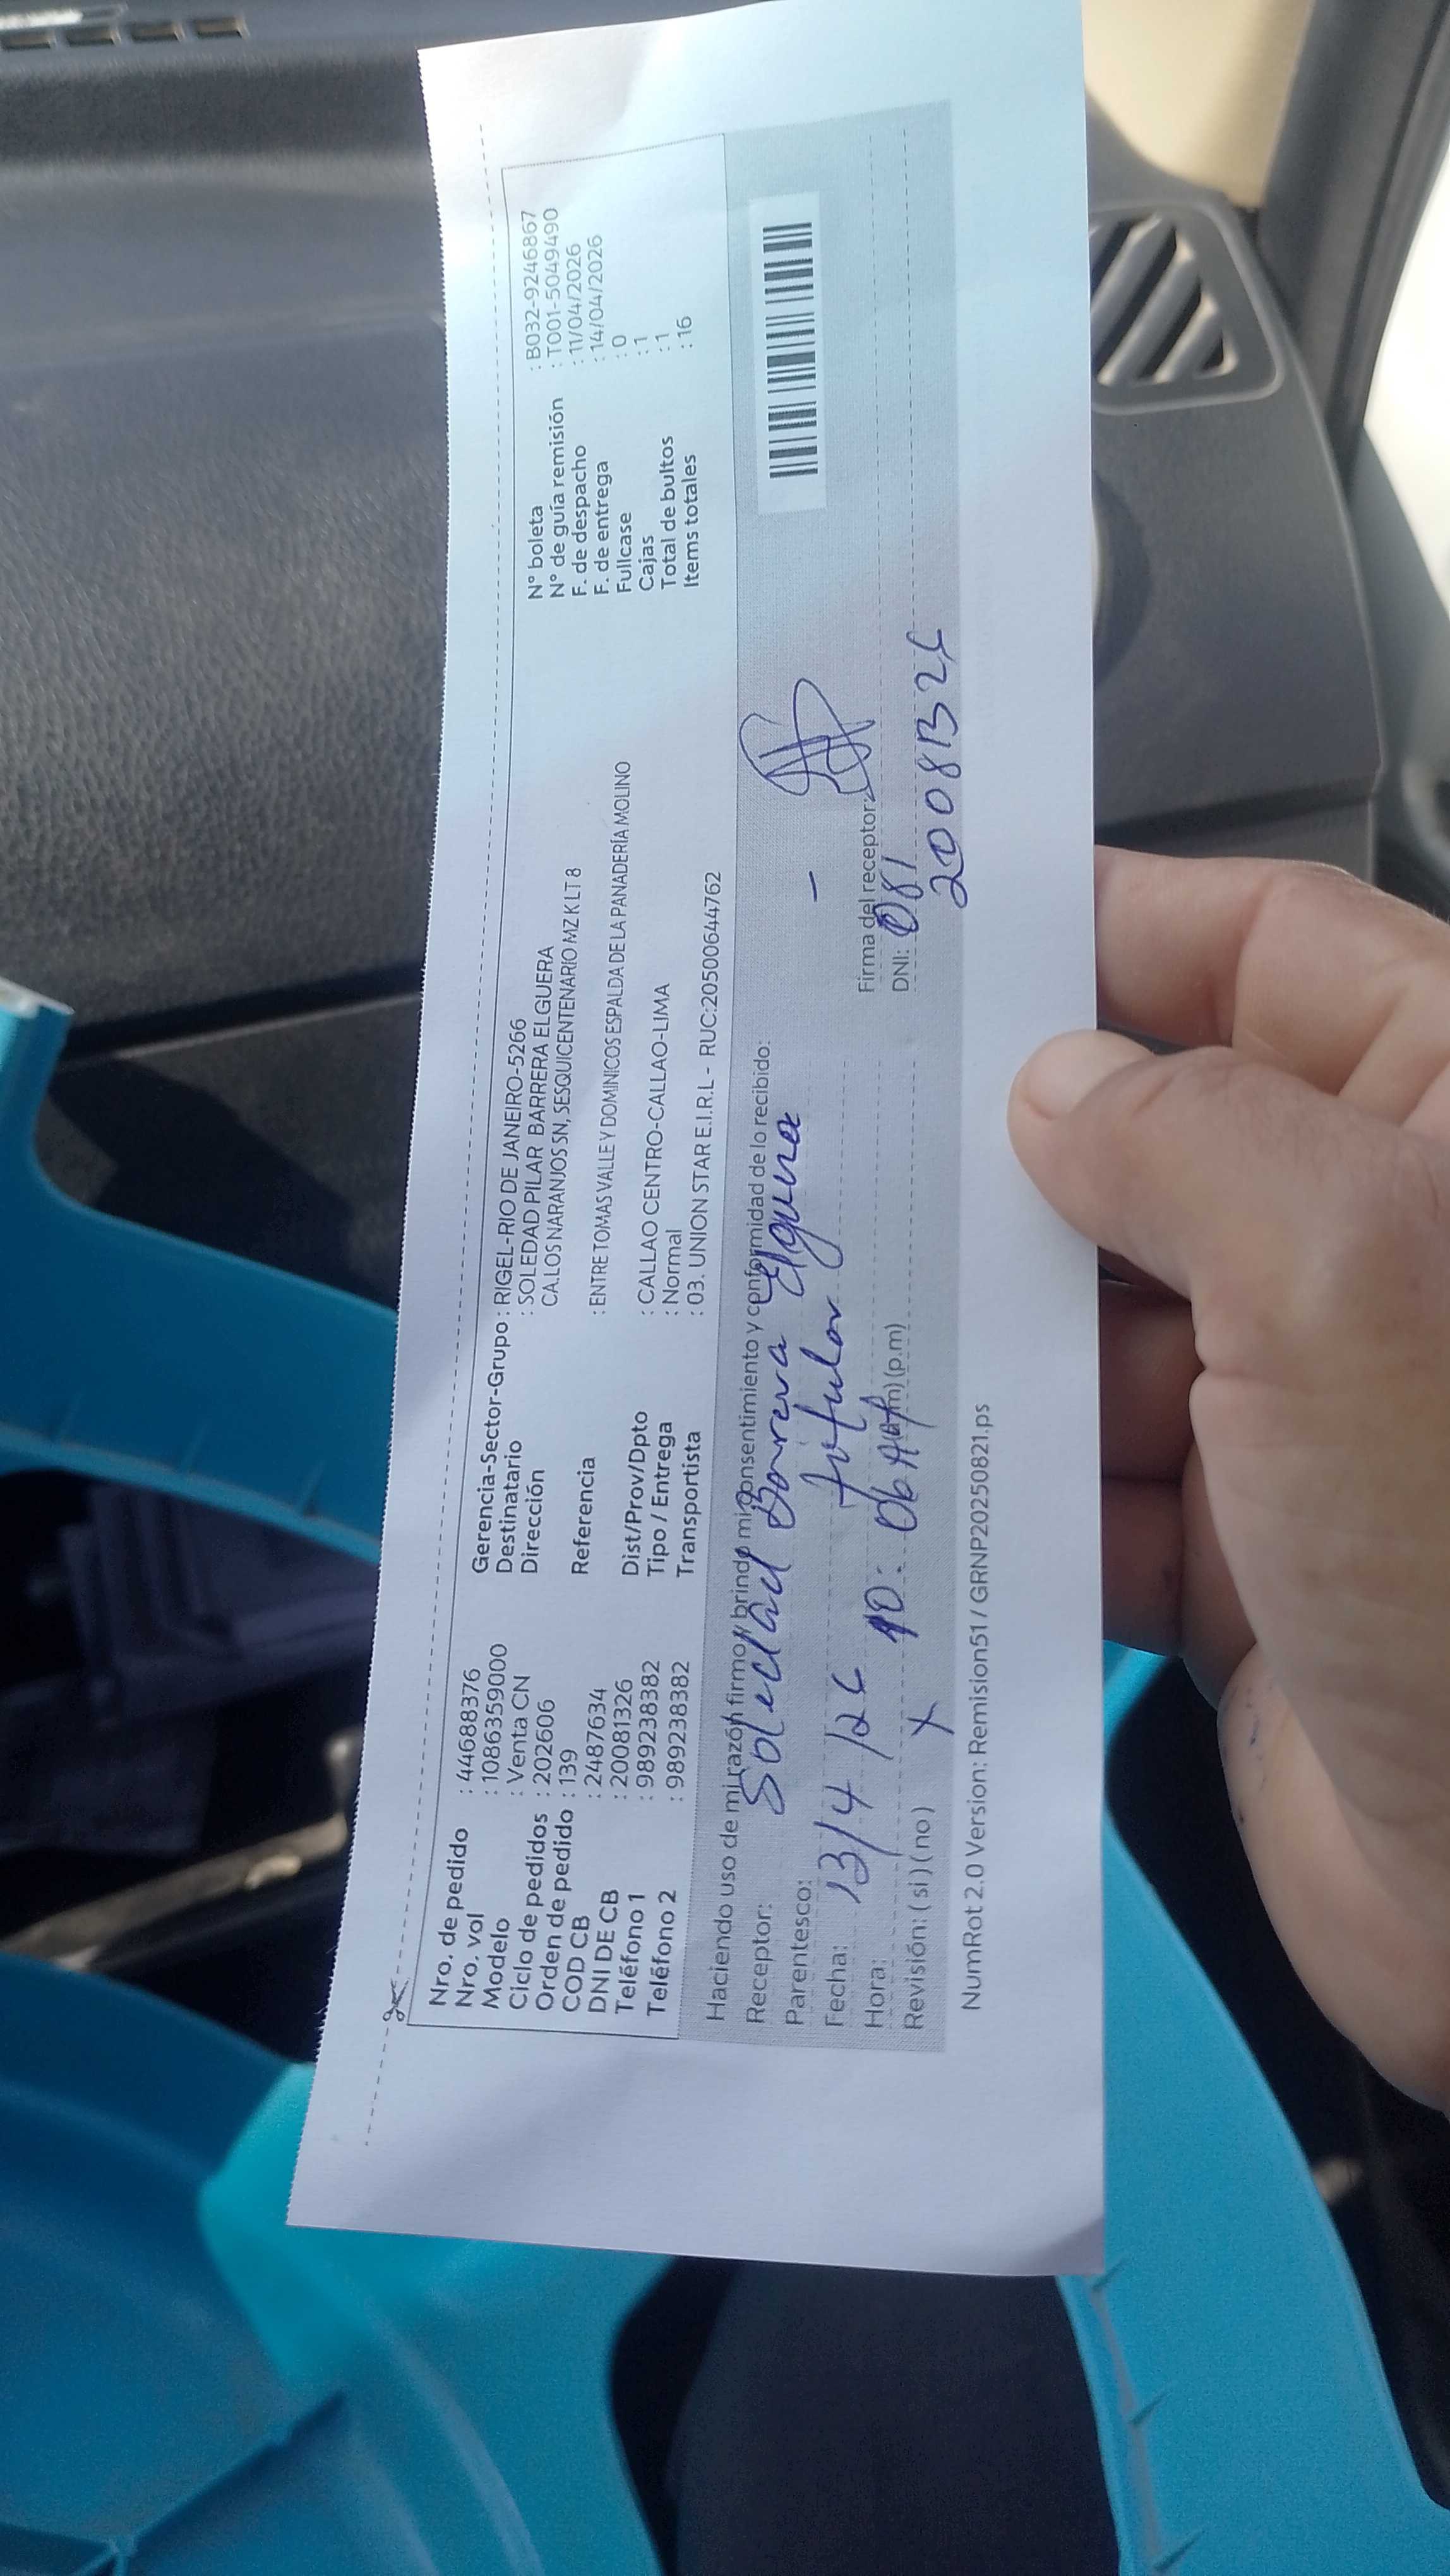 Nro. de pedido : 44688376
Nro. vol : 1086359000
Modelo : Venta CN
Ciclo de pedidos : 202606
Orden de pedido : 139
COD CB : 2487634
DNI DE CB : 20081326
Teléfono 1 : 989238382
Teléfono 2 : 989238382
Gerencia-Sector-Grupo : RIGEL-RIO DE JANEIRO-5266
Destinatario : SOLEDAD PILAR BARRERA ELGUERA
Dirección CA.LOS NARANJOS SN, SESQUICENTENARIO MZ K LT 8
Referencia : ENTRE TOMAS VALLE Y DOMINICOS ESPALDA DE LA PANADERÍA MOLINO
Dist/Prov/Dpto : CALLAO CENTRO-CALLAO-LIMA
Tipo / Entrega : Normal
Transportista : 03. UNION STAR E.I.R.L - RUC:20500644762
N° boleta : B032-9246867
N° de guía remisión : T001-5049490
F. de despacho : 11/04/2026
F. de entrega : 14/04/2026
Fullcase : 0
Cajas : 1
Total de bultos : 1
Items totales : 16
Haciendo uso de mi razón firmo y brindo mi consentimiento y conformidad de lo recibido:
Receptor: Soledad Barrera Elguera
Parentesco: titular
Fecha: 13/4/26
Hora: 10:06 (p.m)
Revisión: ( si ) (no) X
Firma del receptor:
DNI: 081
20081326
NumRot 2.0 Version: Remision51 / GRNP20250821.ps